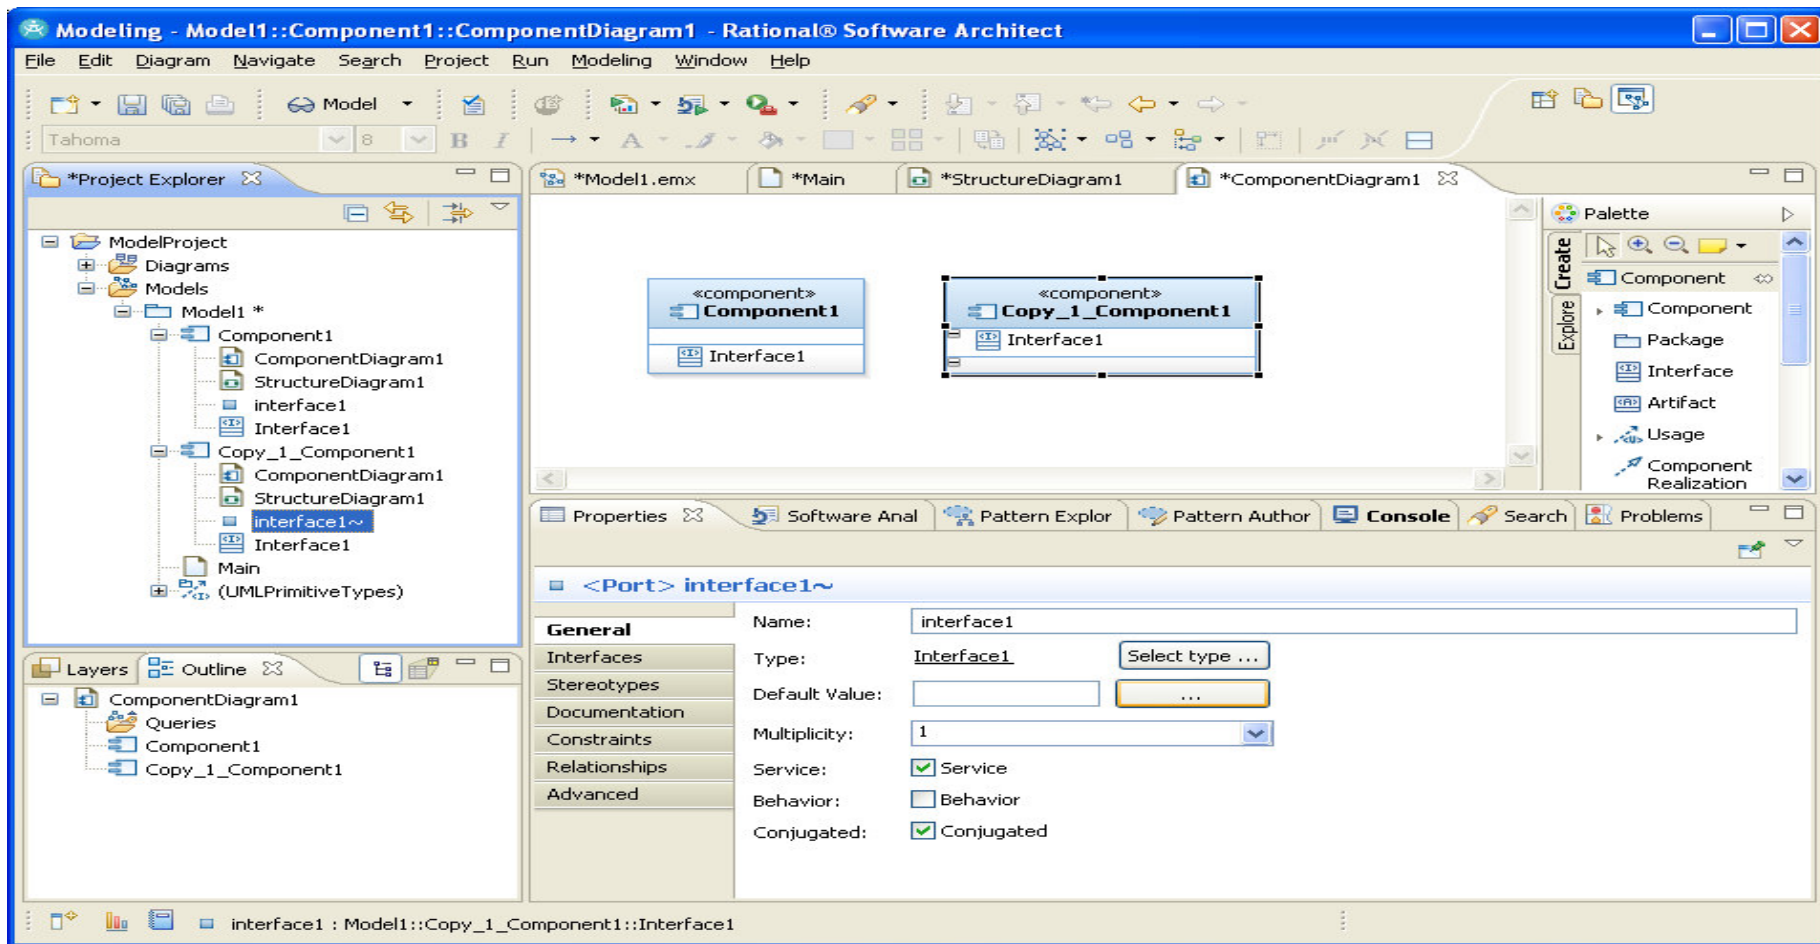 Modeling - Model1::Component1::ComponentDiagram1 - Rational® Software Architect
File Edit Diagram Navigate Search Project Run Modeling Window Help
Model
Tahoma 8 B I A
*Project Explorer
ModelProject
Diagrams
Models
Model1 *
Component1
ComponentDiagram1
StructureDiagram1
interface1
Interface1
Copy_1_Component1
ComponentDiagram1
StructureDiagram1
interface1~
Interface1
Main
(UMLPrimitiveTypes)
Layers Outline
ComponentDiagram1
Queries
Component1
Copy_1_Component1
*Model1.emx *Main *StructureDiagram1 *ComponentDiagram1
«component»
Component1
Interface1
«component»
Copy_1_Component1
Interface1
Palette
Create
Explore
Component
Component
Package
Interface
Artifact
Usage
Component
Realization
Properties Software Anal Pattern Explor Pattern Author Console Search Problems
<Port> interface1~
General
Interfaces
Stereotypes
Documentation
Constraints
Relationships
Advanced
Name: interface1
Type: Interface1 Select type ...
Default Value: ...
Multiplicity: 1
Service: Service
Behavior: Behavior
Conjugated: Conjugated
interface1 : Model1::Copy_1_Component1::Interface1